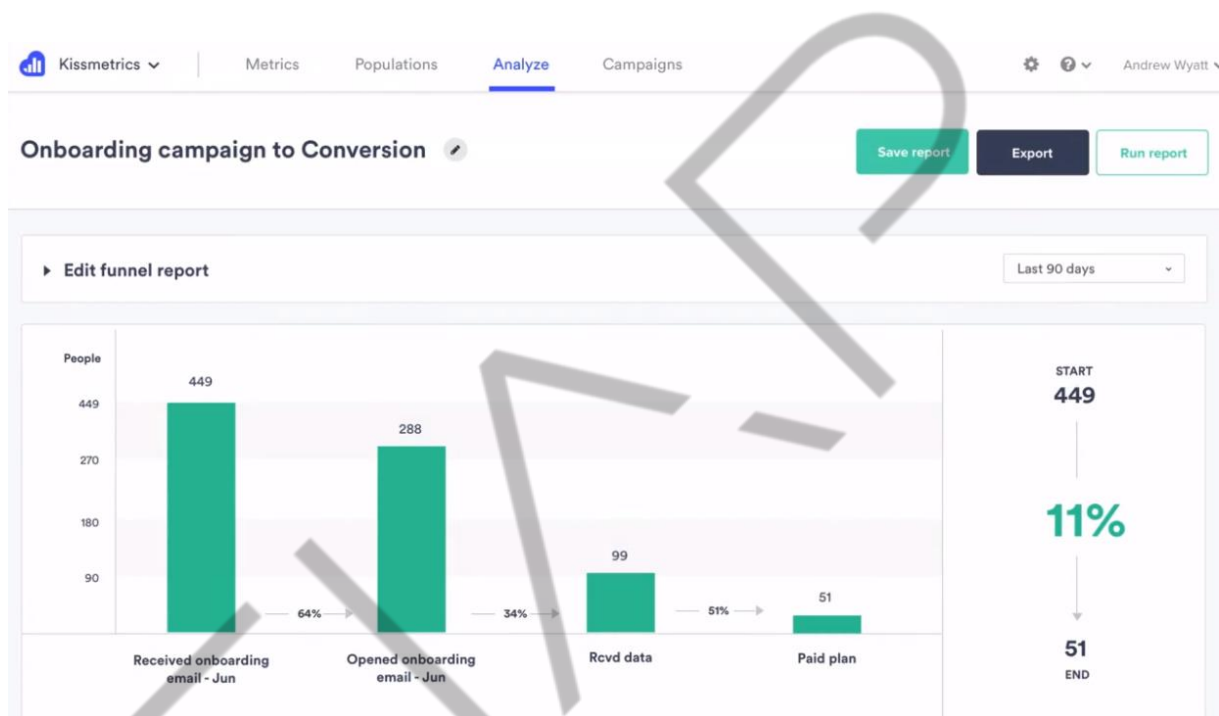 Kissmetrics
Metrics
Populations
Analyze
Campaigns
Andrew Wyatt
Onboarding campaign to Conversion
Save report
Export
Run report
Edit funnel report
Last 90 days
People
449
270
180
90
449
288
99
51
64%
34%
51%
Received onboarding
email - Jun
Opened onboarding
email - Jun
Rcvd data
Paid plan
START
449
11%
51
END